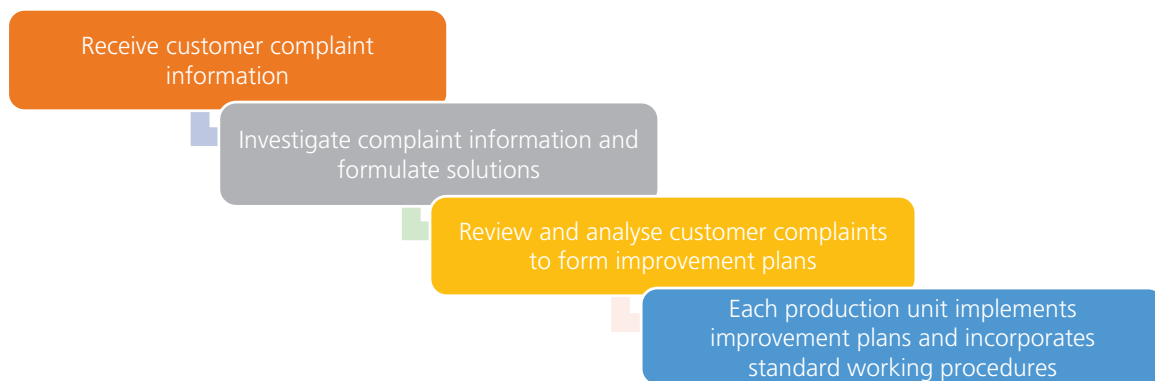 Receive customer complaint
information
Investigate complaint information and
formulate solutions
Review and analyse customer complaints
to form improvement plans
Each production unit implements
improvement plans and incorporates
standard working procedures